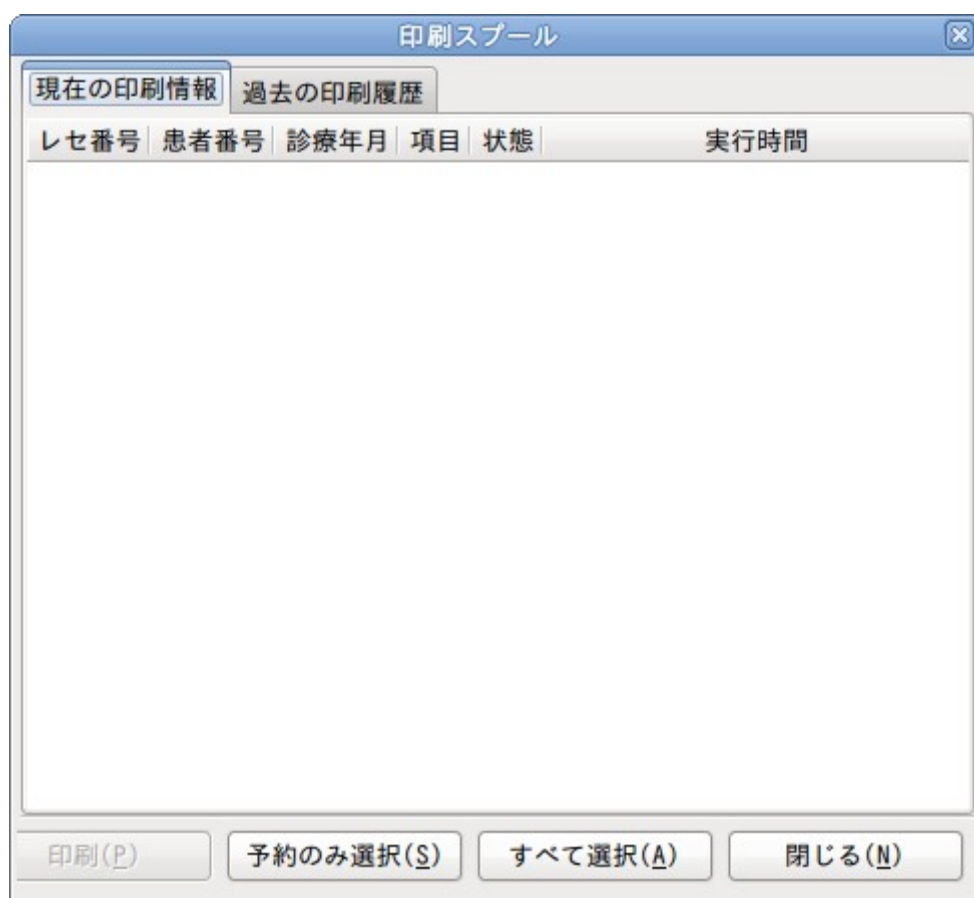 印刷スプール
現在の印刷情報 過去の印刷履歴
レセ番号 患者番号 診療年月 項目 状態 実行時間
印刷(P) 予約のみ選択(S) すべて選択(A) 閉じる(N)